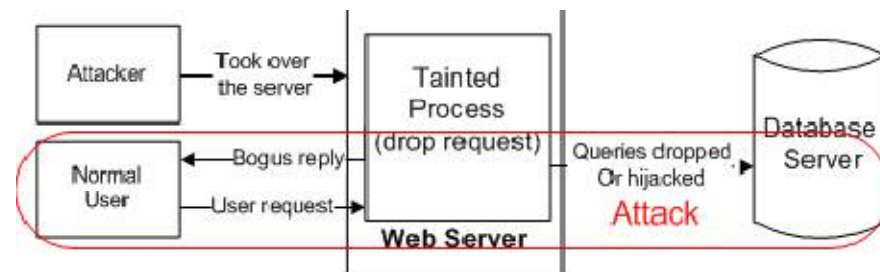 Attacker
Took over
the server
Tainted
Process
(drop request)
Normal
User
Bogus reply
User request
Queries dropped
Or hijacked
Attack
Database
Server
Web Server